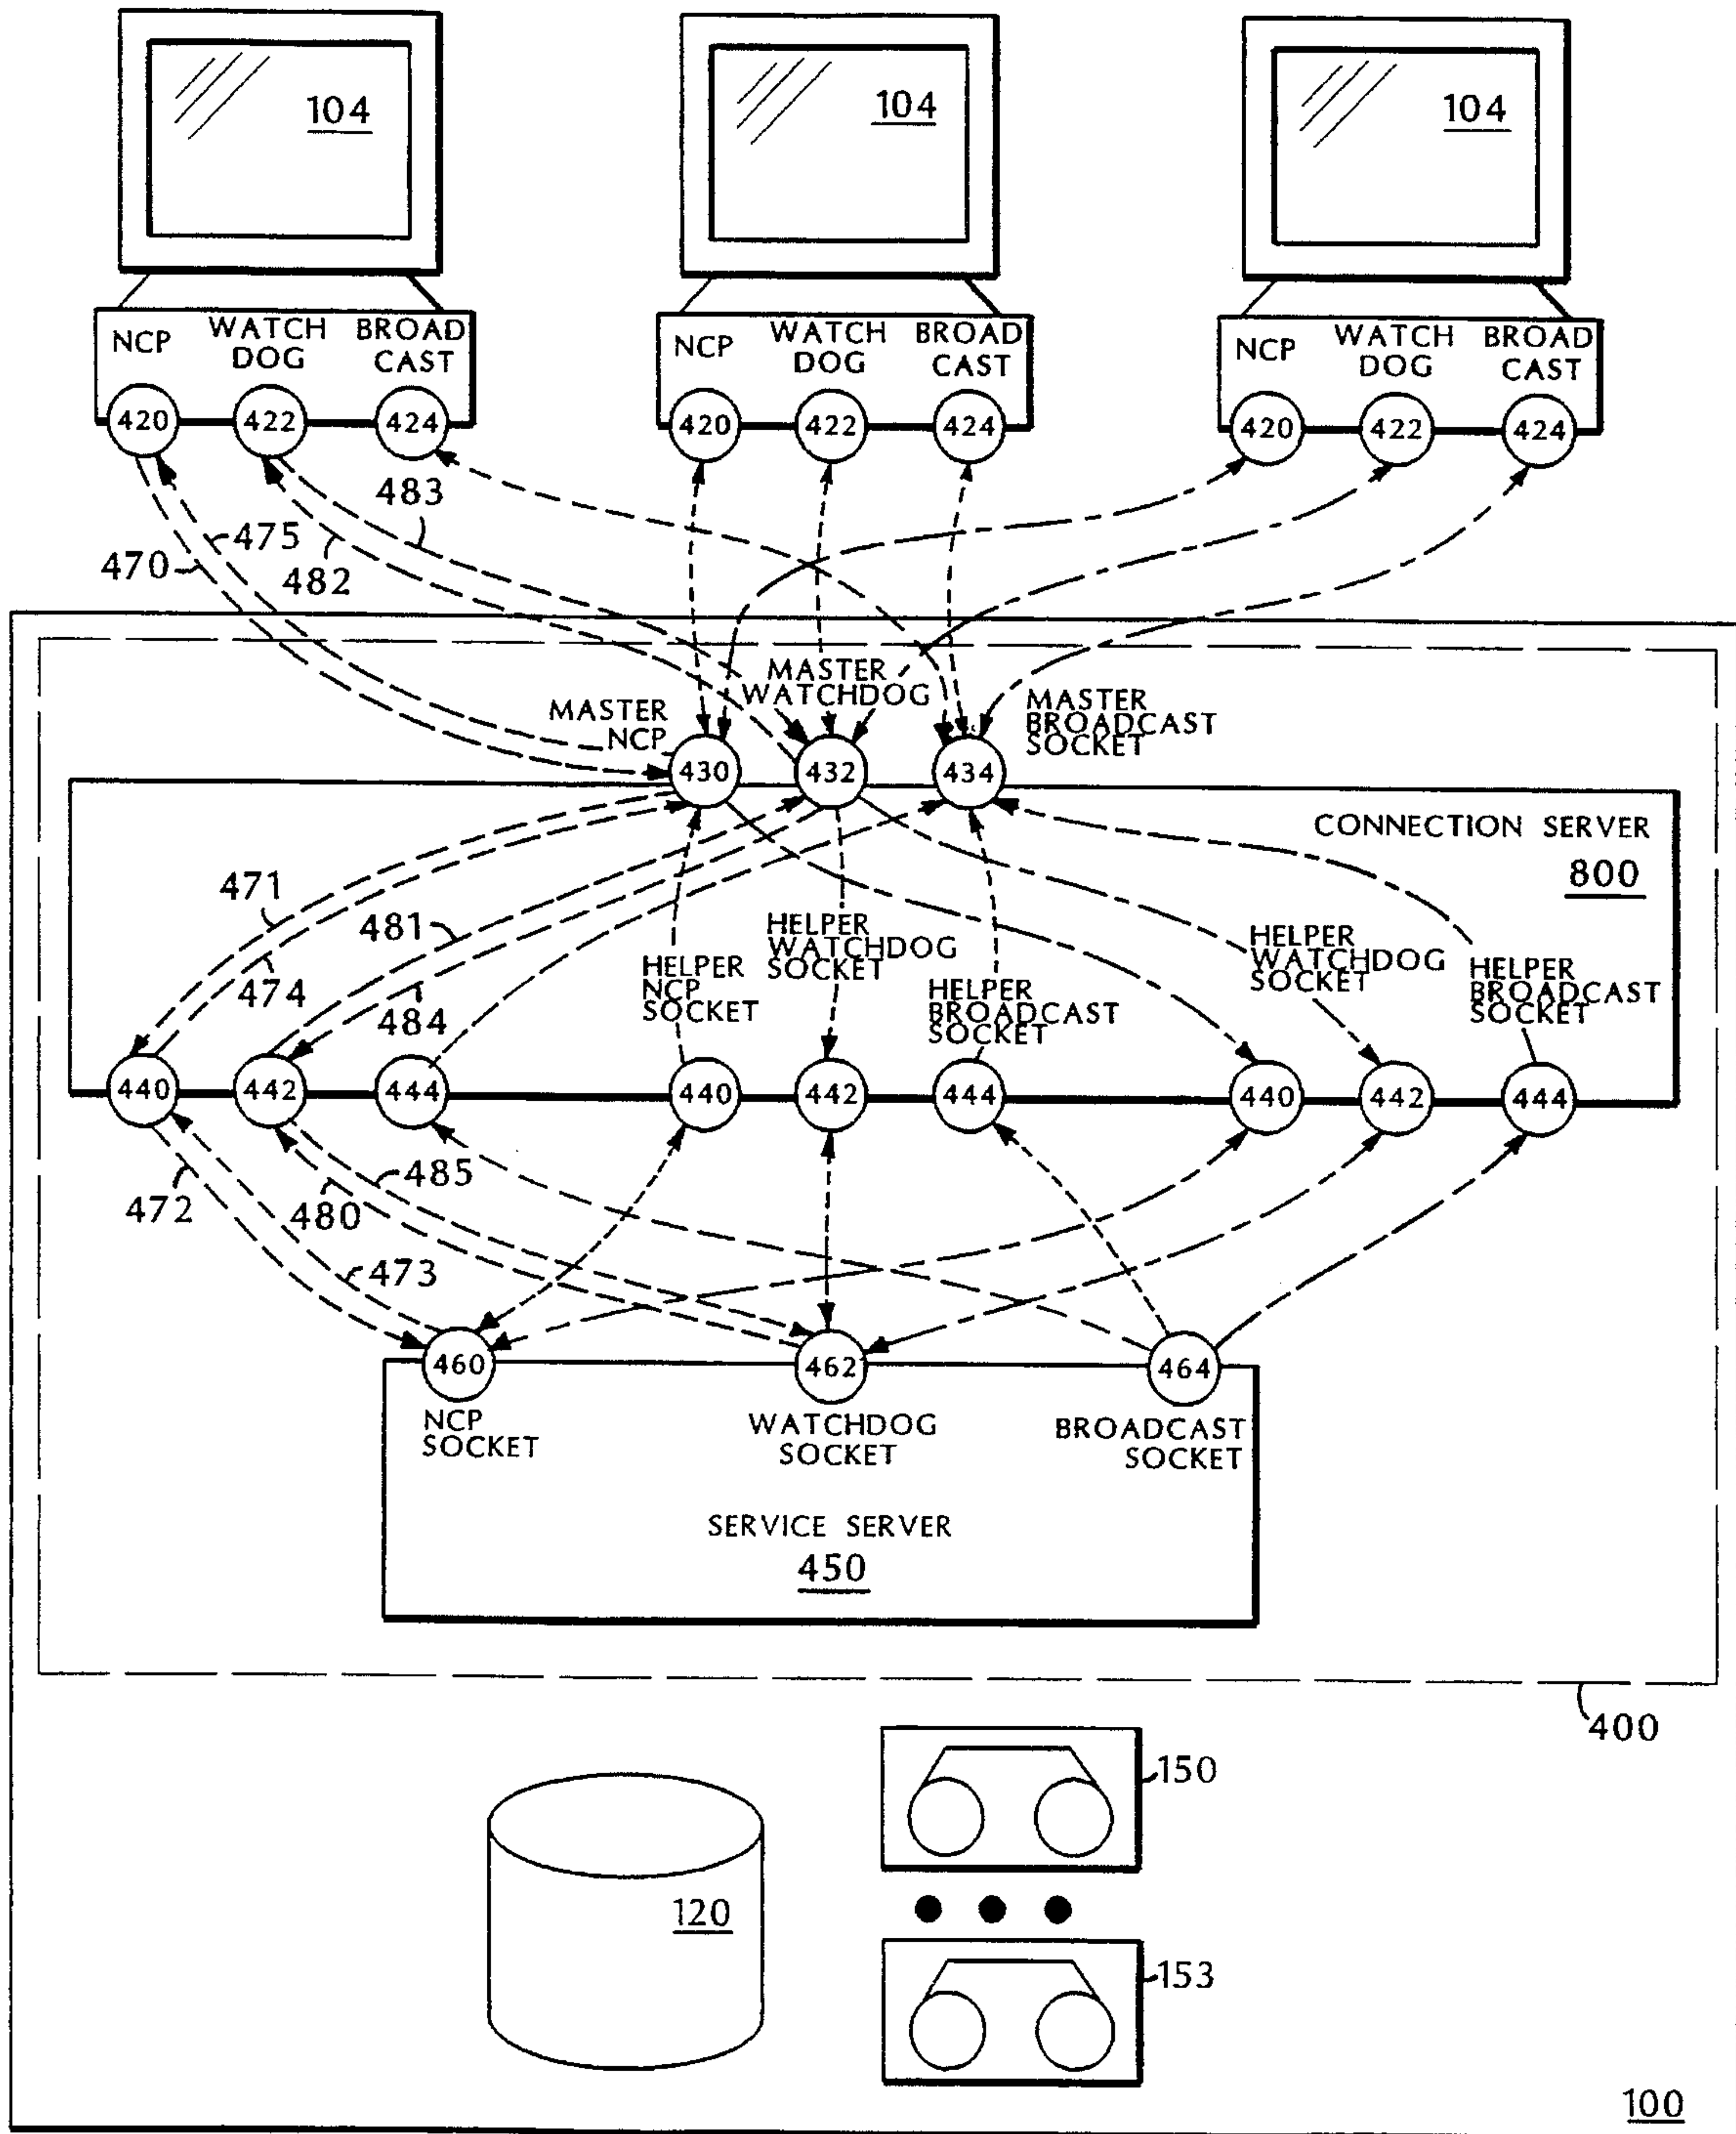 104
104
104
NCP
WATCH
DOG
BROAD
CAST
NCP
WATCH
DOG
BROAD
CAST
NCP
WATCH
DOG
BROAD
CAST
420
422
424
420
422
424
420
422
424
483
475
470
482
MASTER
WATCHDOG
MASTER
NCP
MASTER
BROADCAST
SOCKET
430
432
434
CONNECTION SERVER
800
471
481
474
484
HELPER
NCP
SOCKET
HELPER
WATCHDOG
SOCKET
HELPER
BROADCAST
SOCKET
HELPER
WATCHDOG
SOCKET
HELPER
BROADCAST
SOCKET
440
442
444
440
442
444
440
442
444
485
472
480
473
460
462
464
NCP
SOCKET
WATCHDOG
SOCKET
BROADCAST
SOCKET
SERVICE SERVER
450
400
150
120
153
100